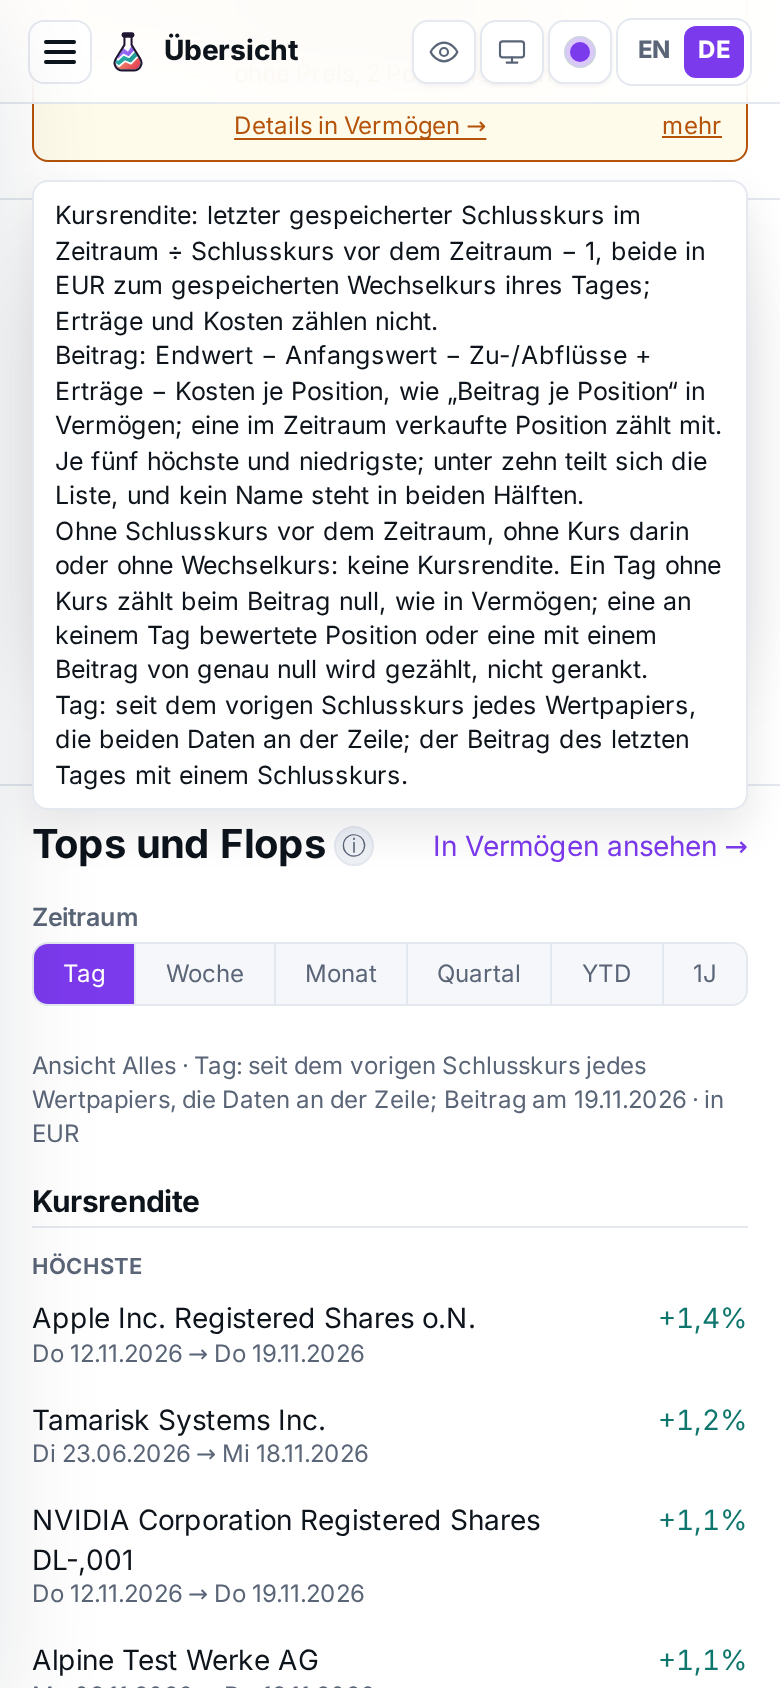 Übersicht
EN
DE
Details in Vermögen →
mehr
Kursrendite: letzter gespeicherter Schlusskurs im
Zeitraum ÷ Schlusskurs vor dem Zeitraum − 1, beide in
EUR zum gespeicherten Wechselkurs ihres Tages;
Erträge und Kosten zählen nicht.
Beitrag: Endwert − Anfangswert − Zu-/Abflüsse +
Erträge − Kosten je Position, wie „Beitrag je Position“ in
Vermögen; eine im Zeitraum verkaufte Position zählt mit.
Je fünf höchste und niedrigste; unter zehn teilt sich die
Liste, und kein Name steht in beiden Hälften.
Ohne Schlusskurs vor dem Zeitraum, ohne Kurs darin
oder ohne Wechselkurs: keine Kursrendite. Ein Tag ohne
Kurs zählt beim Beitrag null, wie in Vermögen; eine an
keinem Tag bewertete Position oder eine mit einem
Beitrag von genau null wird gezählt, nicht gerankt.
Tag: seit dem vorigen Schlusskurs jedes Wertpapiers,
die beiden Daten an der Zeile; der Beitrag des letzten
Tages mit einem Schlusskurs.
Tops und Flops ⓘ
In Vermögen ansehen →
Zeitraum
Tag
Woche
Monat
Quartal
YTD
1J
Ansicht Alles · Tag: seit dem vorigen Schlusskurs jedes
Wertpapiers, die Daten an der Zeile; Beitrag am 19.11.2026 · in
EUR
Kursrendite
HÖCHSTE
Apple Inc. Registered Shares o.N.
+1,4%
Do 12.11.2026 → Do 19.11.2026
Tamarisk Systems Inc.
+1,2%
Di 23.06.2026 → Mi 18.11.2026
NVIDIA Corporation Registered Shares
DL-,001
+1,1%
Do 12.11.2026 → Do 19.11.2026
Alpine Test Werke AG
+1,1%